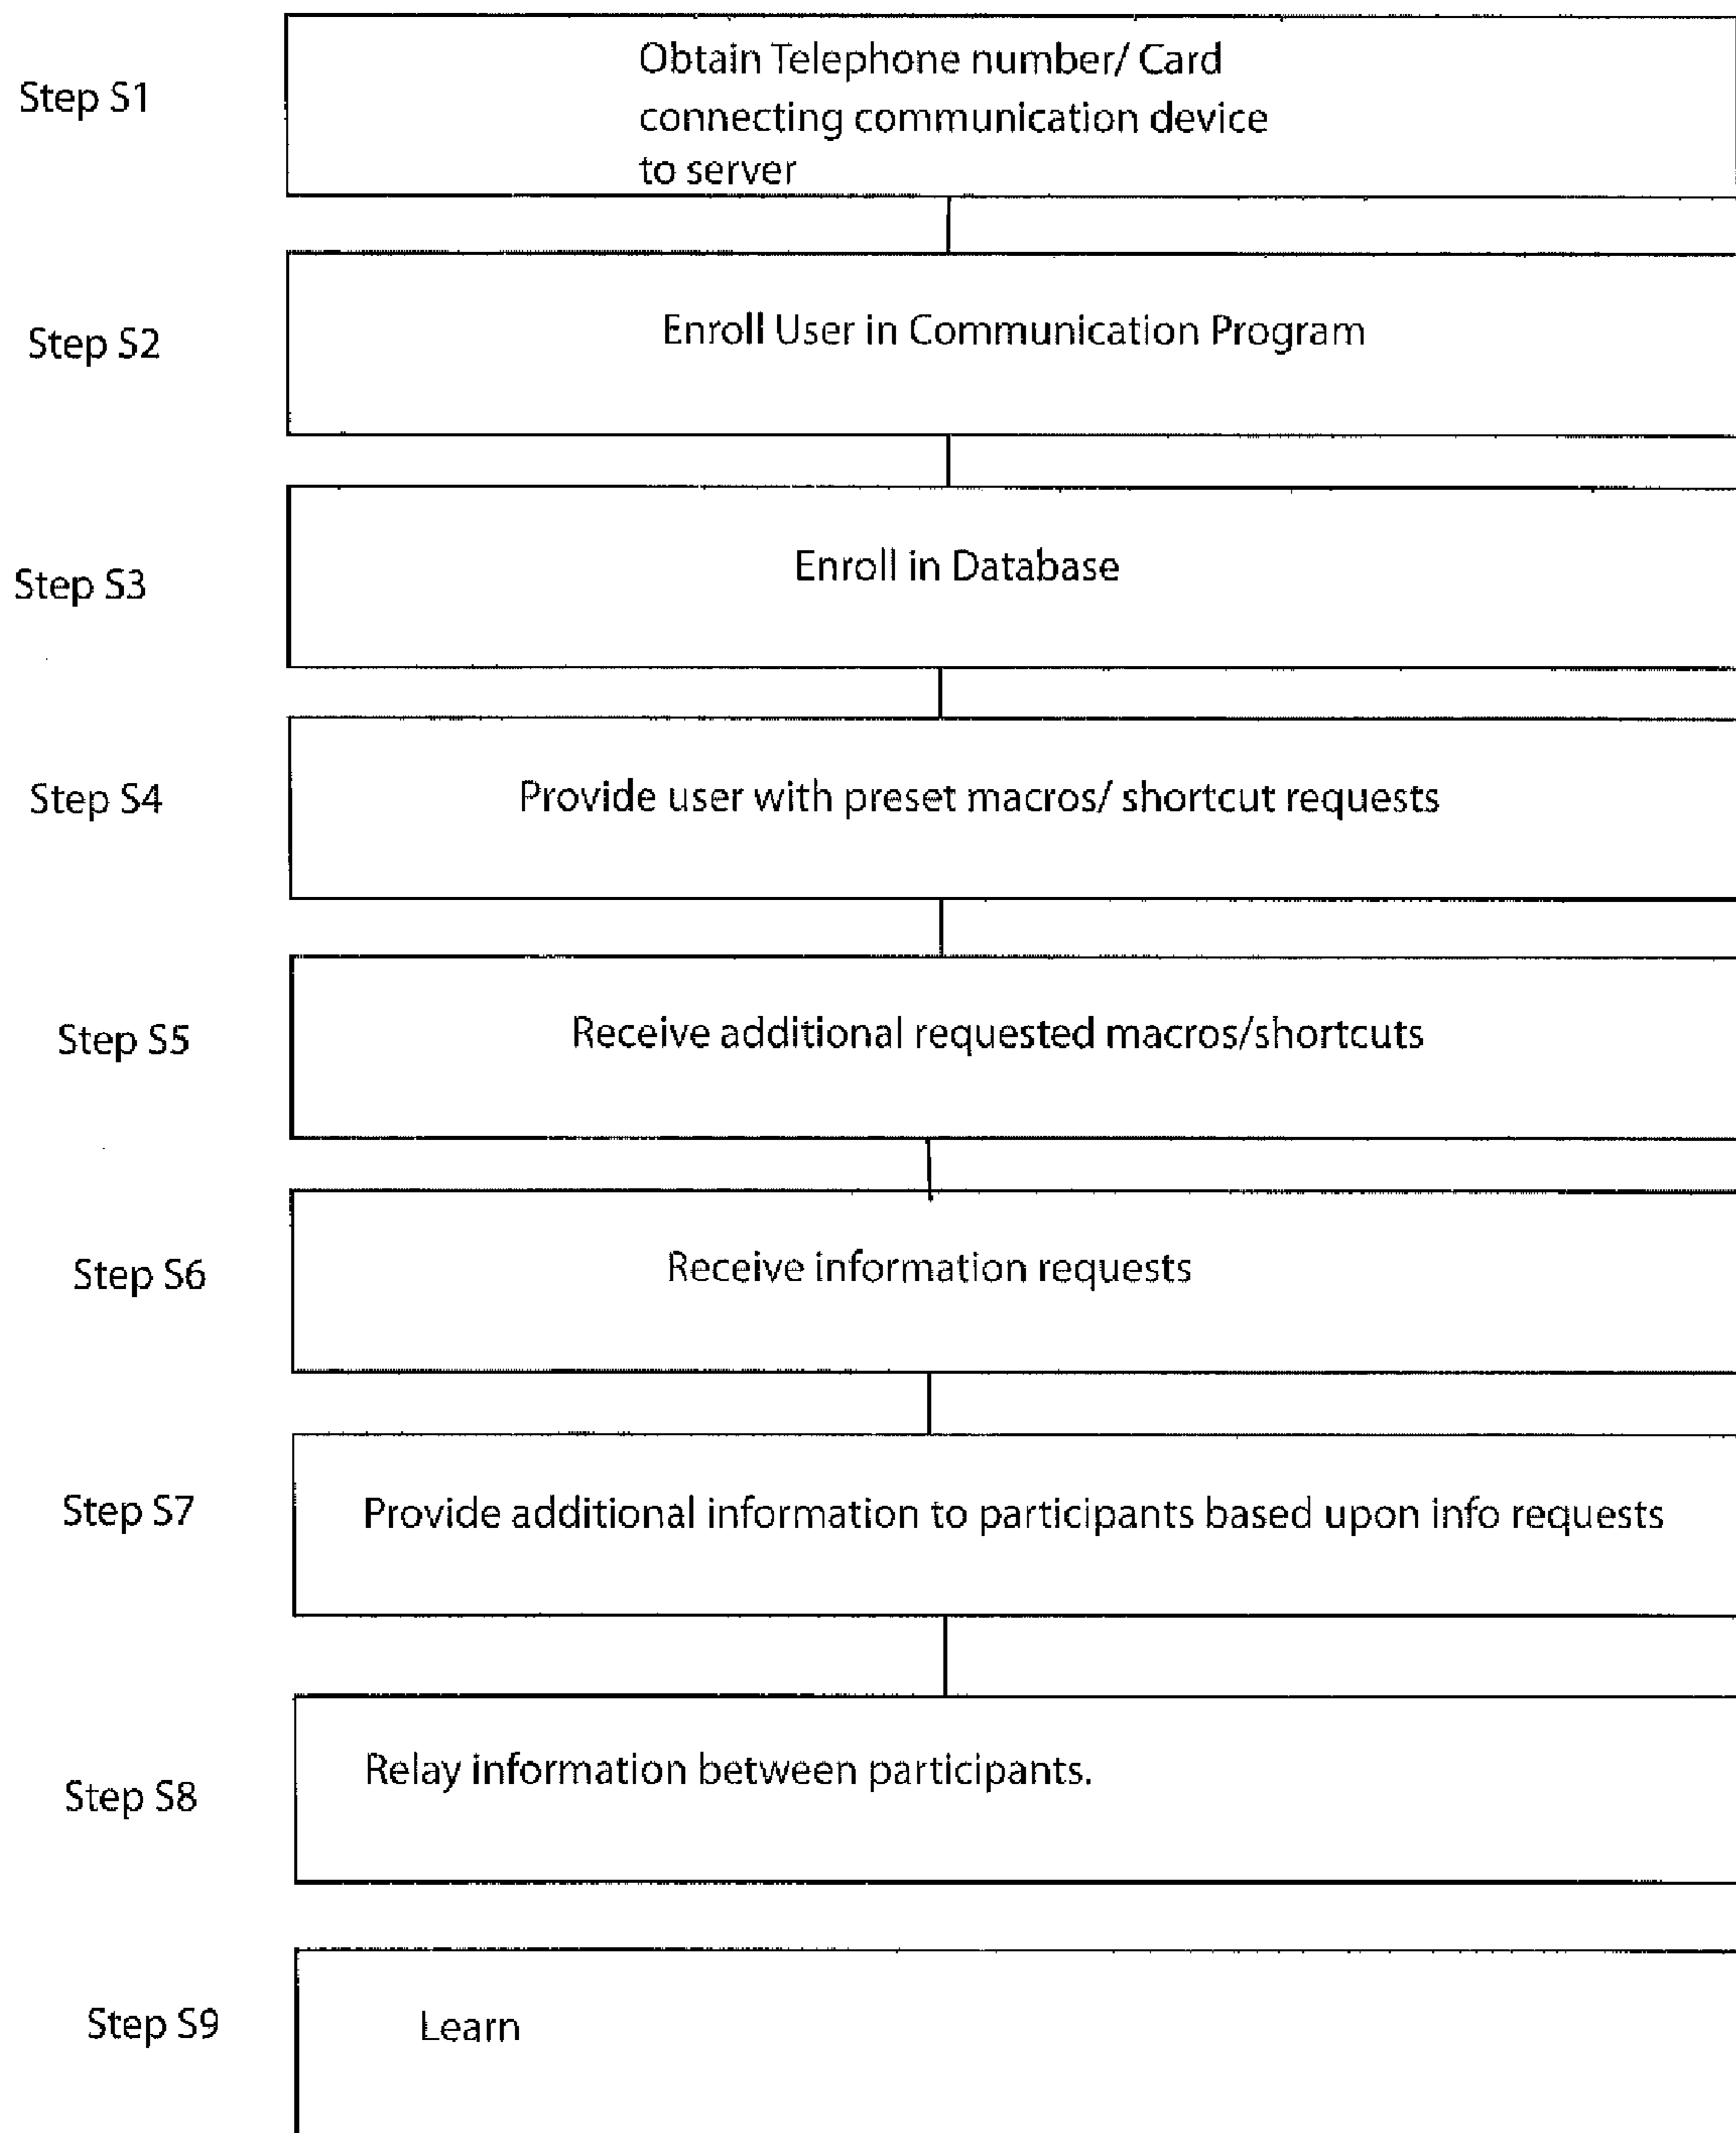 Step S1
Obtain Telephone number/ Card
connecting communication device
to server
Step S2
Enroll User in Communication Program
Step S3
Enroll in Database
Step S4
Provide user with preset macros/ shortcut requests
Step S5
Receive additional requested macros/shortcuts
Step S6
Receive information requests
Step S7
Provide additional information to participants based upon info requests
Step S8
Relay information between participants.
Step S9
Learn